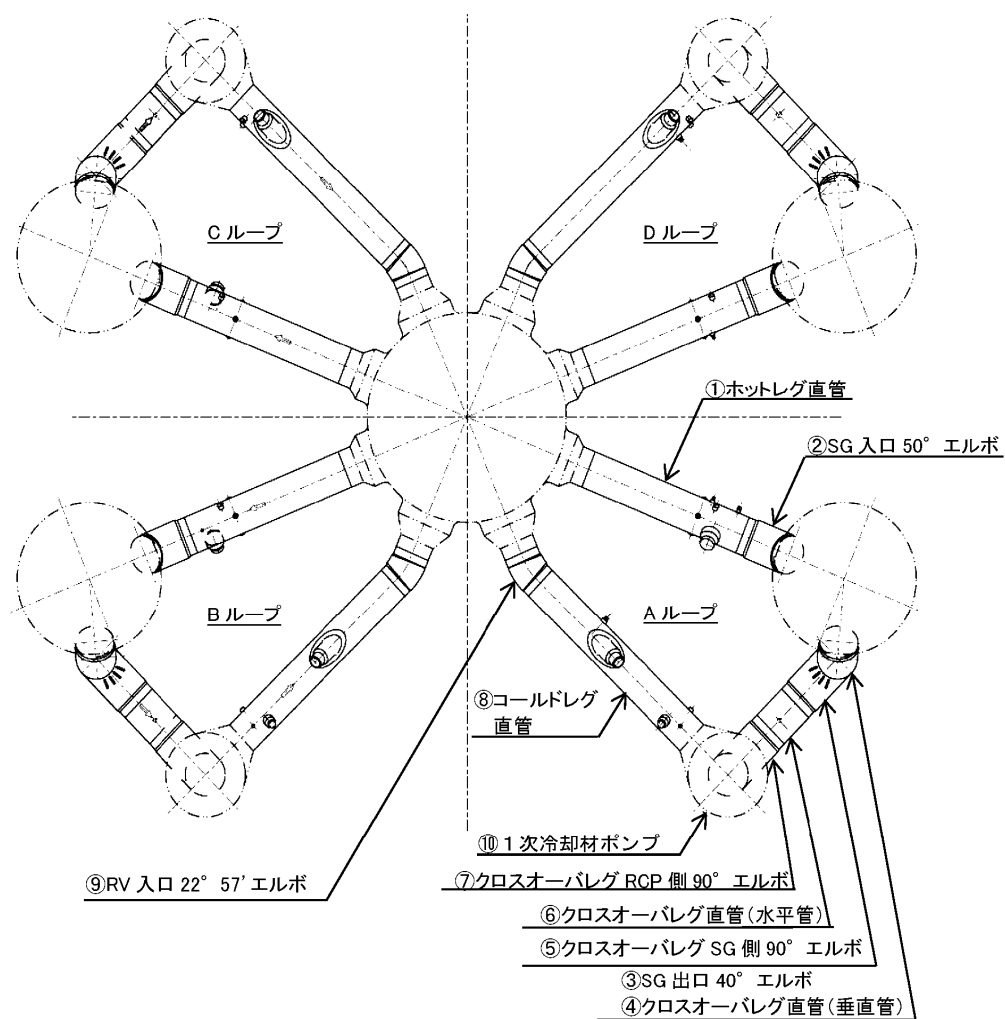 Cループ
Dループ
①ホットレグ直管
②SG 入口 50° エルボ
Bループ
Aループ
⑧コールドレグ
直管
⑩１次冷却材ポンプ
⑨RV 入口 22° 57' エルボ
⑦クロスオーバレグ RCP 側 90° エルボ
⑥クロスオーバレグ直管(水平管)
⑤クロスオーバレグ SG 側 90° エルボ
③SG 出口 40° エルボ
④クロスオーバレグ直管(垂直管)